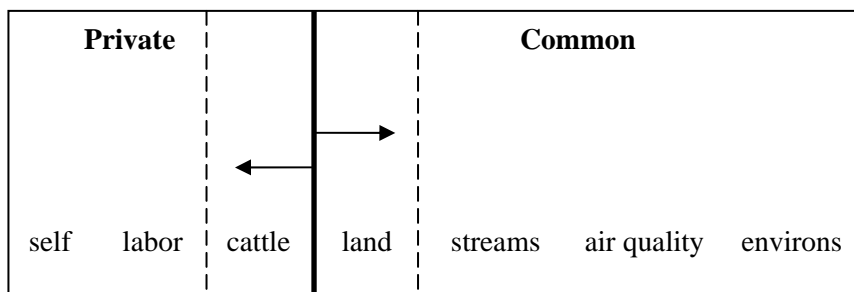 Private Common
self labor cattle land streams air quality environs